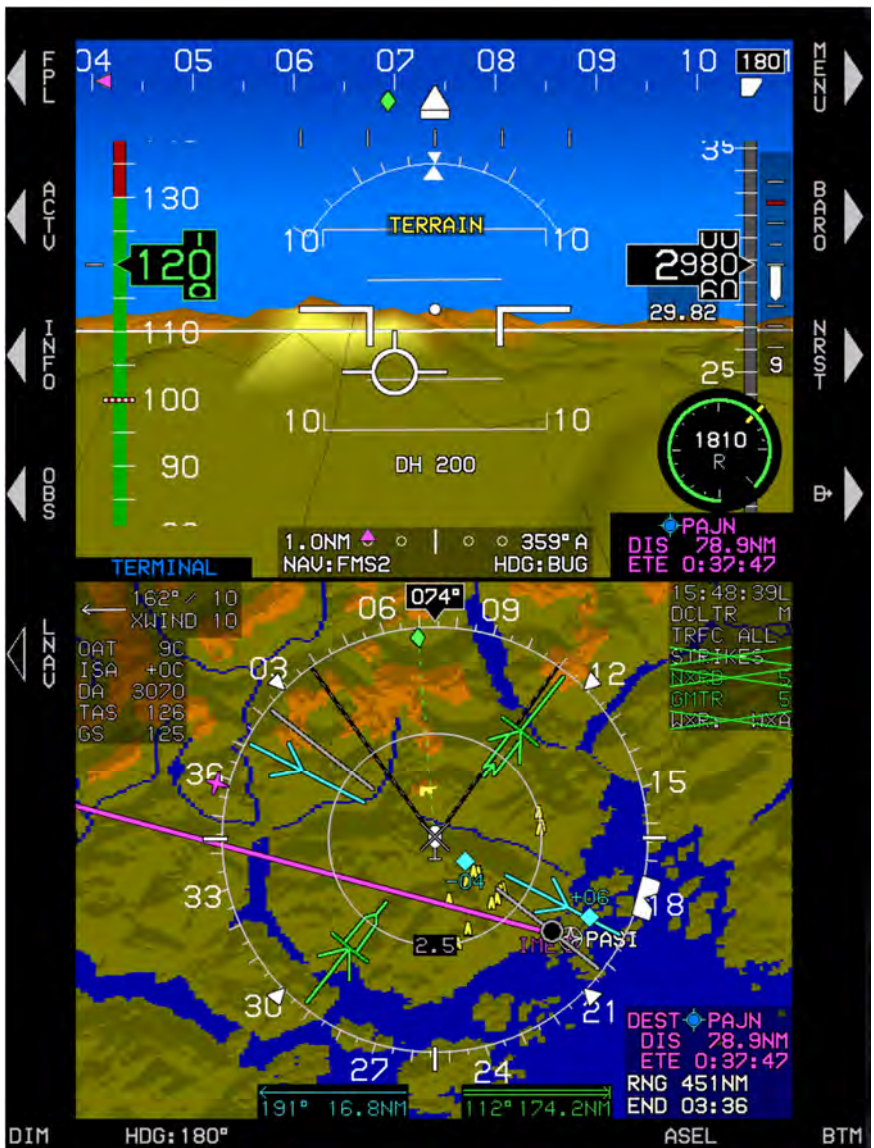 04 05 06 07 08 09 10 1
180
FPL
MENU
ACTV
BARO
INFO
NRST
OBS
D→
LNAV
130
120
110
100
90
35
2980
00
60
29.82
25
9
10 TERRAIN 10
10 10
DH 200
1810
R
1.0NM 359°A
NAV:FMS2 HDG:BUG
PAJN
DIS 78.9NM
ETE 0:37:47
TERMINAL
162°/ 10
XWIND 10
OAT 9C
ISA +0C
DA 3070
TAS 126
GS 125
074°
06 09
03 12
36 15
33 18
30 21
27 24
15:48:39L
DCLTR M
TRFC ALL
STRIKES
NXRD 5
GMTR 5
WXR: WXA
-04
+06
2.5
PASI
DEST PAJN
DIS 78.9NM
ETE 0:37:47
RNG 451NM
END 03:36
191° 16.8NM
112°174.2NM
DIM HDG:180° ASEL BTM